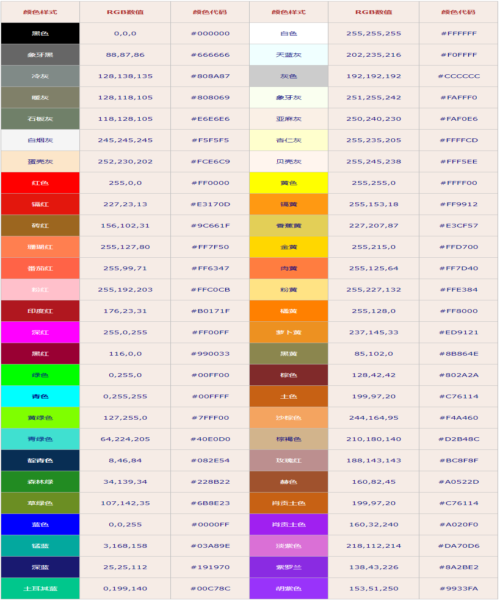 颜色样式 RGB数值 颜色代码 颜色样式 RGB数值 颜色代码
黑色 0,0,0 #000000 白色 255,255,255 #FFFFFF
象牙黑 88,87,86 #666666 天蓝灰 202,235,216 #F0FFFF
冷灰 128,138,135 #808A87 灰色 192,192,192 #CCCCCC
暖灰 128,118,105 #808069 象牙灰 251,255,242 #FAFFF0
石板灰 118,128,105 #E6E6E6 亚麻灰 250,240,230 #FAF0E6
白烟灰 245,245,245 #F5F5F5 杏仁灰 255,235,205 #FFFFCD
蛋壳灰 252,230,202 #FCE6C9 贝壳灰 255,245,238 #FFF5EE
红色 255,0,0 #FF0000 黄色 255,255,0 #FFFF00
镉红 227,23,13 #E3170D 镉黄 255,153,18 #FF9912
砖红 156,102,31 #9C661F 香蕉黄 227,207,87 #E3CF57
珊瑚红 255,127,80 #FF7F50 金黄 255,215,0 #FFD700
番茄红 255,99,71 #FF6347 肉黄 255,125,64 #FF7D40
粉红 255,192,203 #FFC0CB 粉黄 255,227,132 #FFE384
印度红 176,23,31 #B0171F 橘黄 255,128,0 #FF8000
深红 255,0,255 #FF00FF 萝卜黄 237,145,33 #ED9121
黑红 116,0,0 #990033 黑黄 85,102,0 #8B864E
绿色 0,255,0 #00FF00 棕色 128,42,42 #802A2A
青色 0,255,255 #00FFFF 土色 199,97,20 #C76114
黄绿色 127,255,0 #7FFF00 沙棕色 244,164,95 #F4A460
青绿色 64,224,205 #40E0D0 棕褐色 210,180,140 #D2B48C
靛青色 8,46,84 #082E54 玫瑰红 188,143,143 #BC8F8F
森林绿 34,139,34 #228B22 赫色 160,82,45 #A0522D
草绿色 107,142,35 #6B8E23 肖贡土色 199,97,20 #C76114
蓝色 0,0,255 #0000FF 肖贡土色 160,32,240 #A020F0
锰蓝 3,168,158 #03A89E 淡紫色 218,112,214 #DA70D6
深蓝 25,25,112 #191970 紫罗兰 138,43,226 #8A2BE2
土耳其蓝 0,199,140 #00C78C 胡紫色 153,51,250 #9933FA